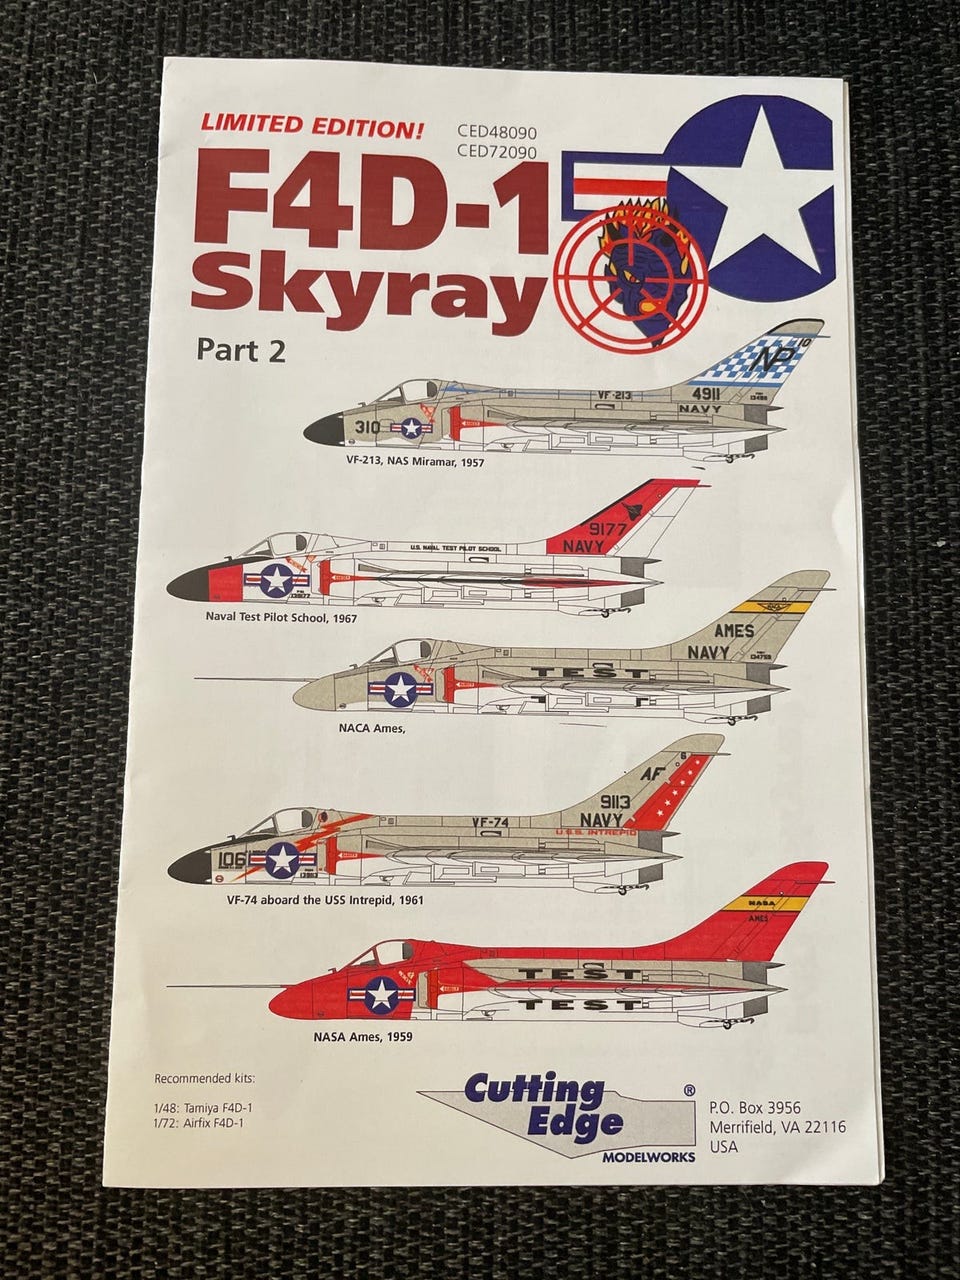 LIMITED EDITION!
CED48090
CED72090
F4D-1
Skyray
Part 2
NP
10
4911
VF-213
NAVY
310
VF-213, NAS Miramar, 1957
9177
NAVY
U.S. NAVAL TEST PILOT SCHOOL
Naval Test Pilot School, 1967
AMES
NAVY
TEST
NACA Ames,
6
AF
9113
NAVY
VF-74
U.S.S. INTREPID
106
VF-74 aboard the USS Intrepid, 1961
NASA
AMES
TEST
TEST
NASA Ames, 1959
Recommended kits:
1/48: Tamiya F4D-1
1/72: Airfix F4D-1
Cutting
Edge
®
MODELWORKS
P.O. Box 3956
Merrifield, VA 22116
USA